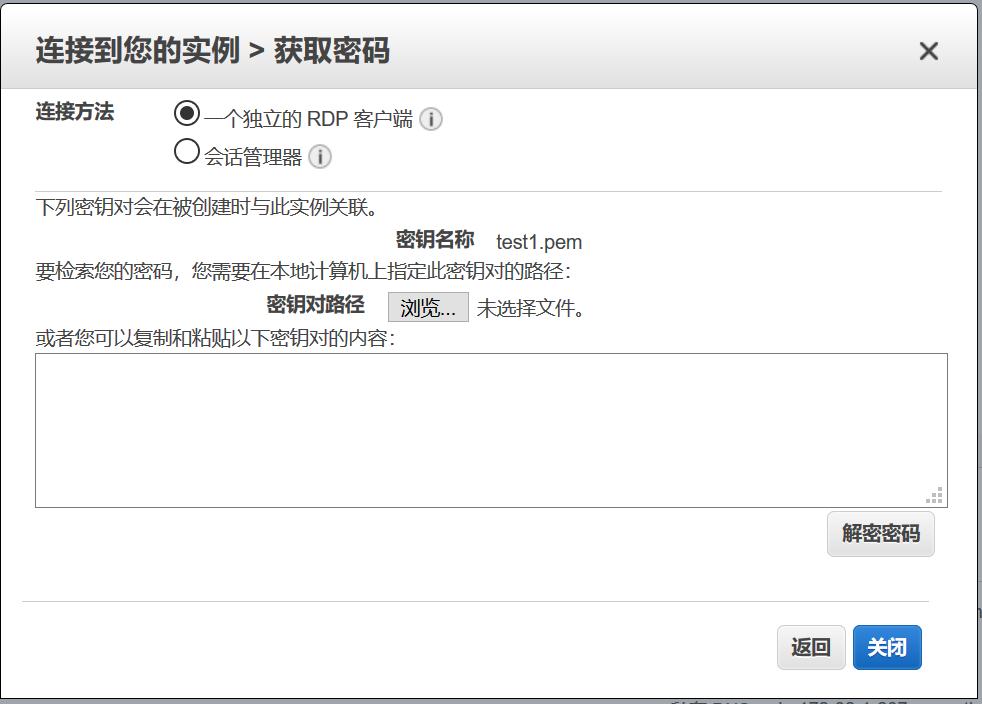 连接到您的实例 > 获取密码
连接方法
一个独立的 RDP 客户端
会话管理器
下列密钥对会在被创建时与此实例关联。
密钥名称 test1.pem
要检索您的密码，您需要在本地计算机上指定此密钥对的路径：
密钥对路径 浏览... 未选择文件。
或者您可以复制和粘贴以下密钥对的内容：
解密密码
返回 关闭